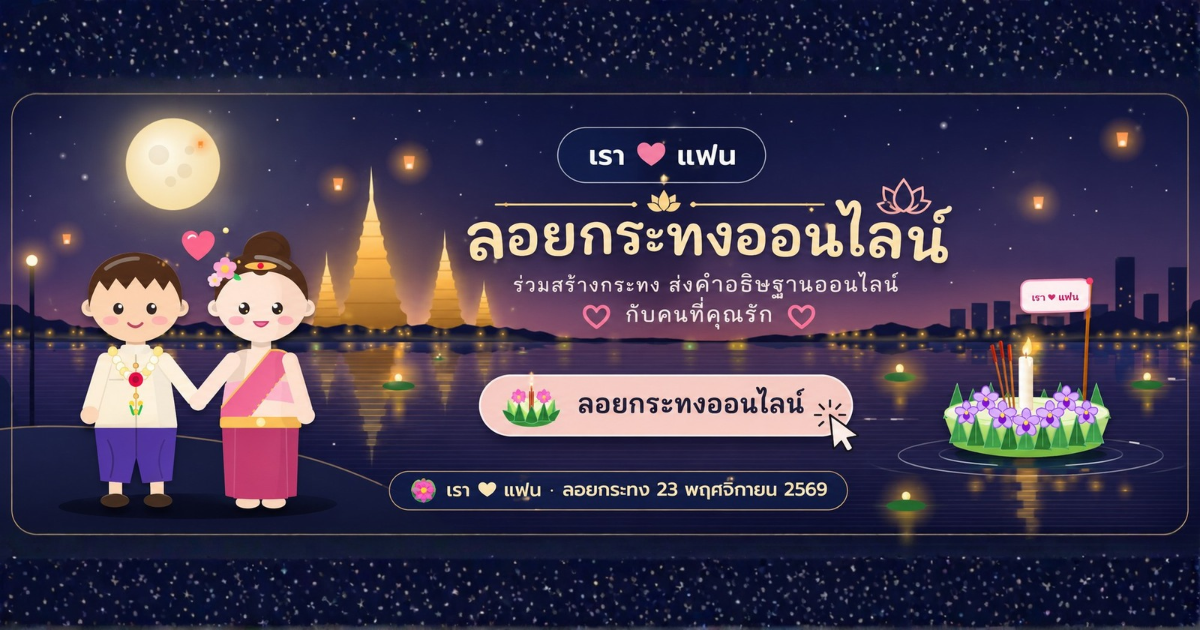 เรา ♥ แฟน
ลอยกระทงออนไลน์
ร่วมสร้างกระทง ส่งคำอธิษฐานออนไลน์
กับคนที่คุณรัก
เรา ♥ แฟน
ลอยกระทงออนไลน์
เรา ♥ แฟน · ลอยกระทง 23 พฤศจิกายน 2569